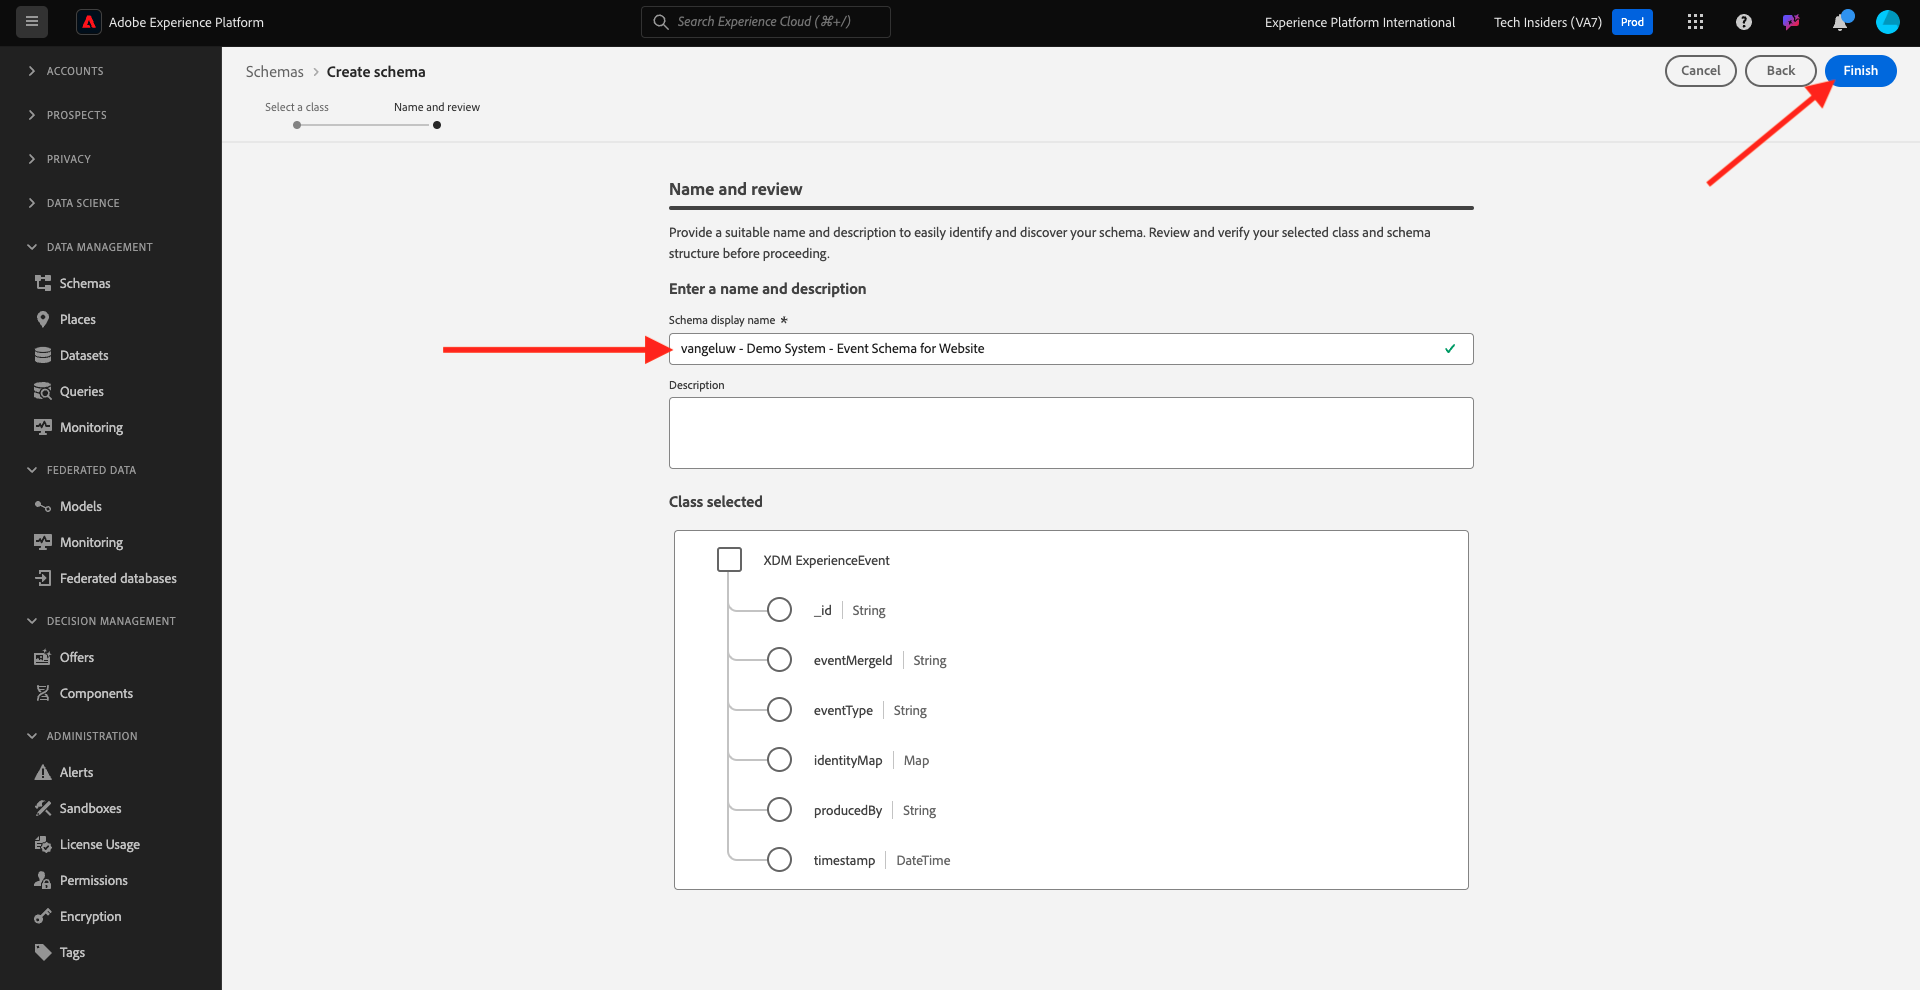 Adobe Experience Platform
Search Experience Cloud (⌘+/)
Experience Platform International
Tech Insiders (VA7)
Prod
ACCOUNTS
PROSPECTS
PRIVACY
DATA SCIENCE
DATA MANAGEMENT
Schemas
Places
Datasets
Queries
Monitoring
FEDERATED DATA
Models
Monitoring
Federated databases
DECISION MANAGEMENT
Offers
Components
ADMINISTRATION
Alerts
Sandboxes
License Usage
Permissions
Encryption
Tags
Schemas > Create schema
Cancel
Back
Finish
Select a class
Name and review
Name and review
Provide a suitable name and description to easily identify and discover your schema. Review and verify your selected class and schema
structure before proceeding.
Enter a name and description
Schema display name *
vangeluw - Demo System - Event Schema for Website
Description
Class selected
XDM ExperienceEvent
_id | String
eventMergeId | String
eventType | String
identityMap | Map
producedBy | String
timestamp | DateTime